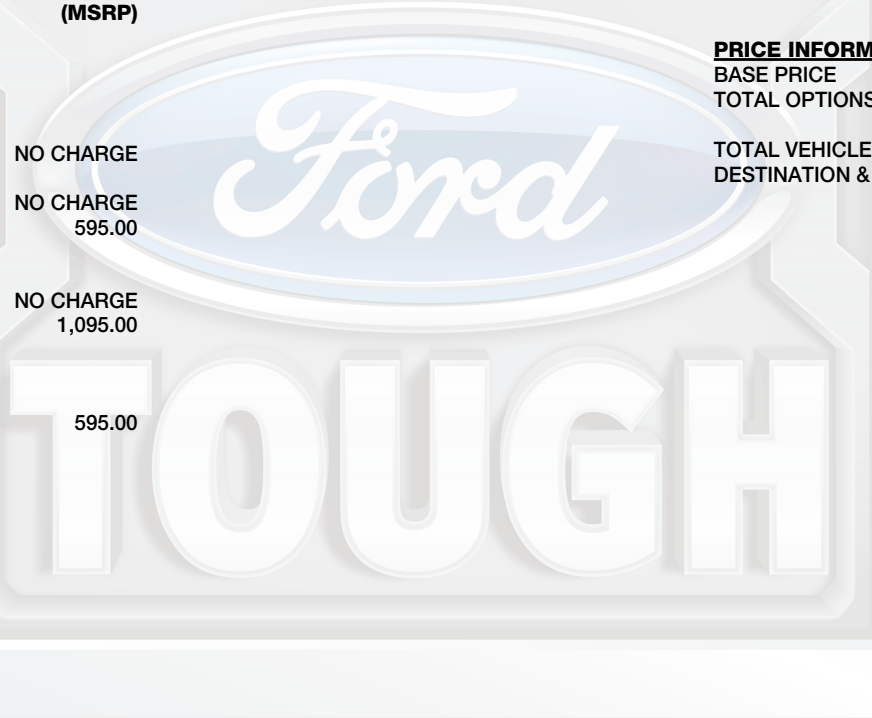 (MSRP)
NO CHARGE
NO CHARGE
595.00
NO CHARGE
1,095.00
595.00
PRICE INFORM
BASE PRICE
TOTAL OPTIONS
TOTAL VEHICLE
DESTINATION &
Ford
TOUGH